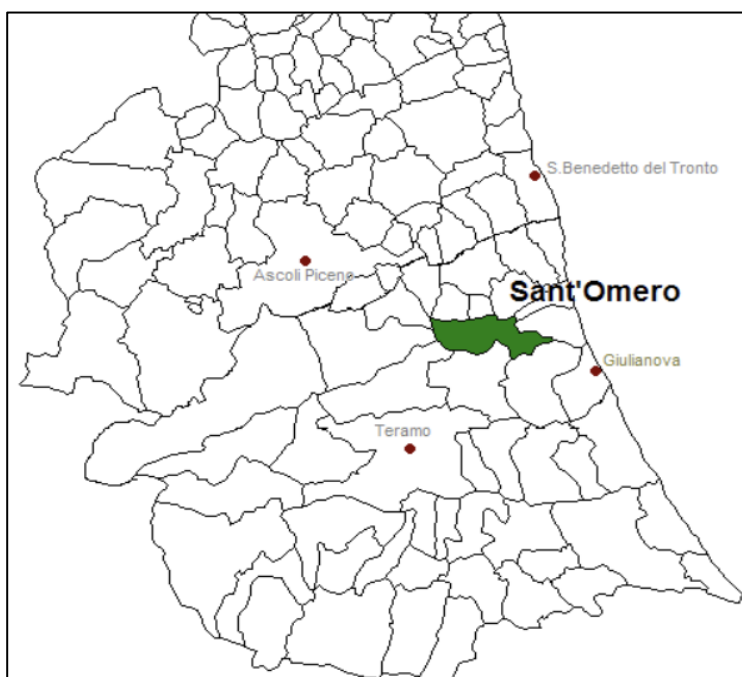 S.Benedetto del Tronto
Ascoli Piceno
Sant'Omero
Giulianova
Teramo